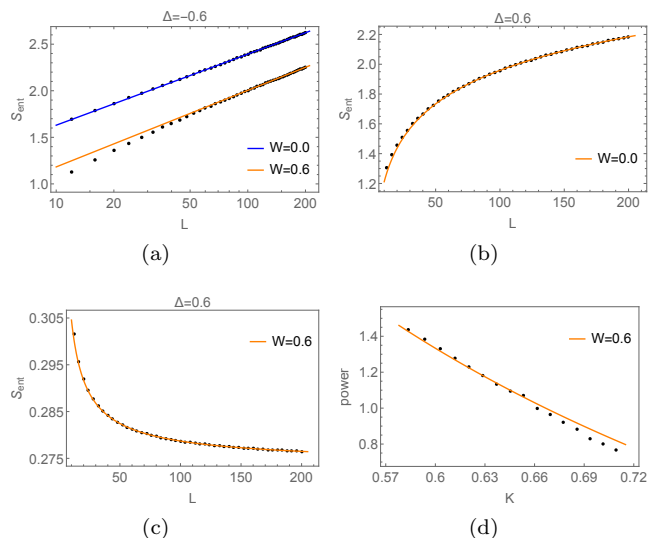 Δ=-0.6
2.5
2.0
1.5
1.0
S_ent
W=0.0
W=0.6
10 20 50 100 200
L
(a)
Δ=0.6
2.2
2.0
1.8
1.6
1.4
1.2
S_ent
W=0.0
50 100 150 200
L
(b)
Δ=0.6
0.305
0.295
0.285
0.275
S_ent
W=0.6
50 100 150 200
L
(c)
1.4
1.2
1.0
0.8
power
W=0.6
0.57 0.6 0.63 0.66 0.69 0.72
K
(d)